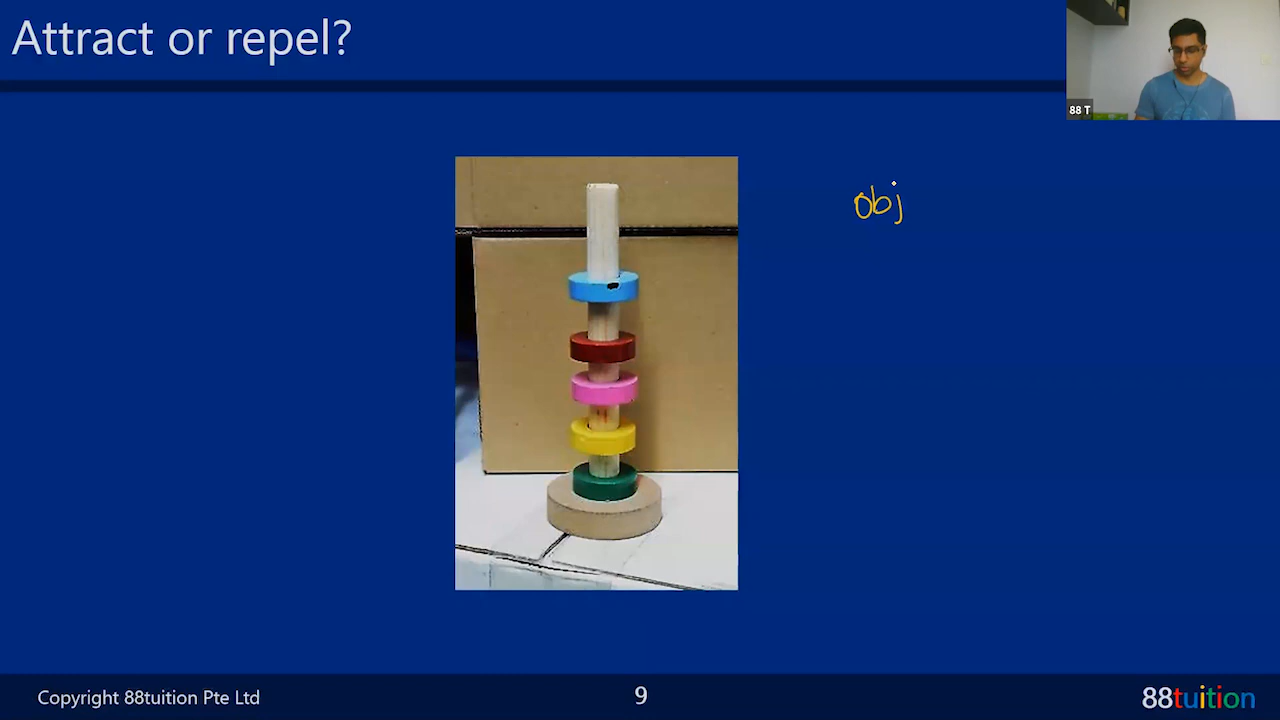 Attract or repel?
88 T
obj
Copyright 88tuition Pte Ltd
9
88tuition